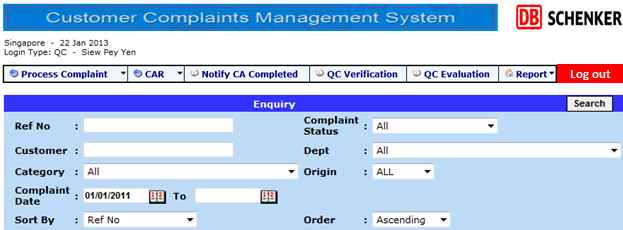 Customer Complaints Management System
DB SCHENKER
Singapore - 22 Jan 2013
Login Type: QC - Siew Pey Yen
Process Complaint CAR Notify CA Completed QC Verification QC Evaluation Report Log out
Enquiry Search
Ref No : Complaint Status : All
Customer : Dept : All
Category : All Origin : ALL
Complaint Date : 01/01/2011 12 To 12
Sort By : Ref No Order : Ascending